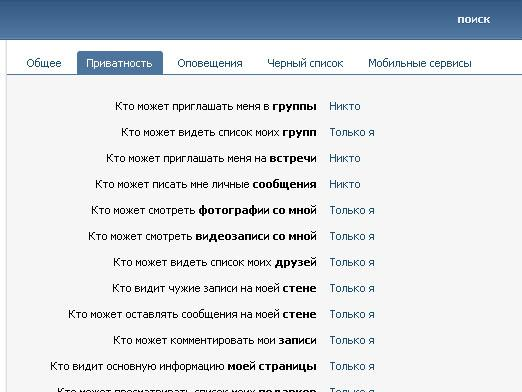 поиск
Общее Приватность Оповещения Черный список Мобильные сервисы
Кто может приглашать меня в группы Никто
Кто может видеть список моих групп Только я
Кто может приглашать меня на встречи Никто
Кто может писать мне личные сообщения Никто
Кто может смотреть фотографии со мной Только я
Кто может смотреть видеозаписи со мной Только я
Кто может видеть список моих друзей Только я
Кто видит чужие записи на моей стене Только я
Кто может оставлять сообщения на моей стене Только я
Кто может комментировать мои записи Только я
Кто видит основную информацию моей страницы Только я
Кто может просматривать список моих подарков Только я